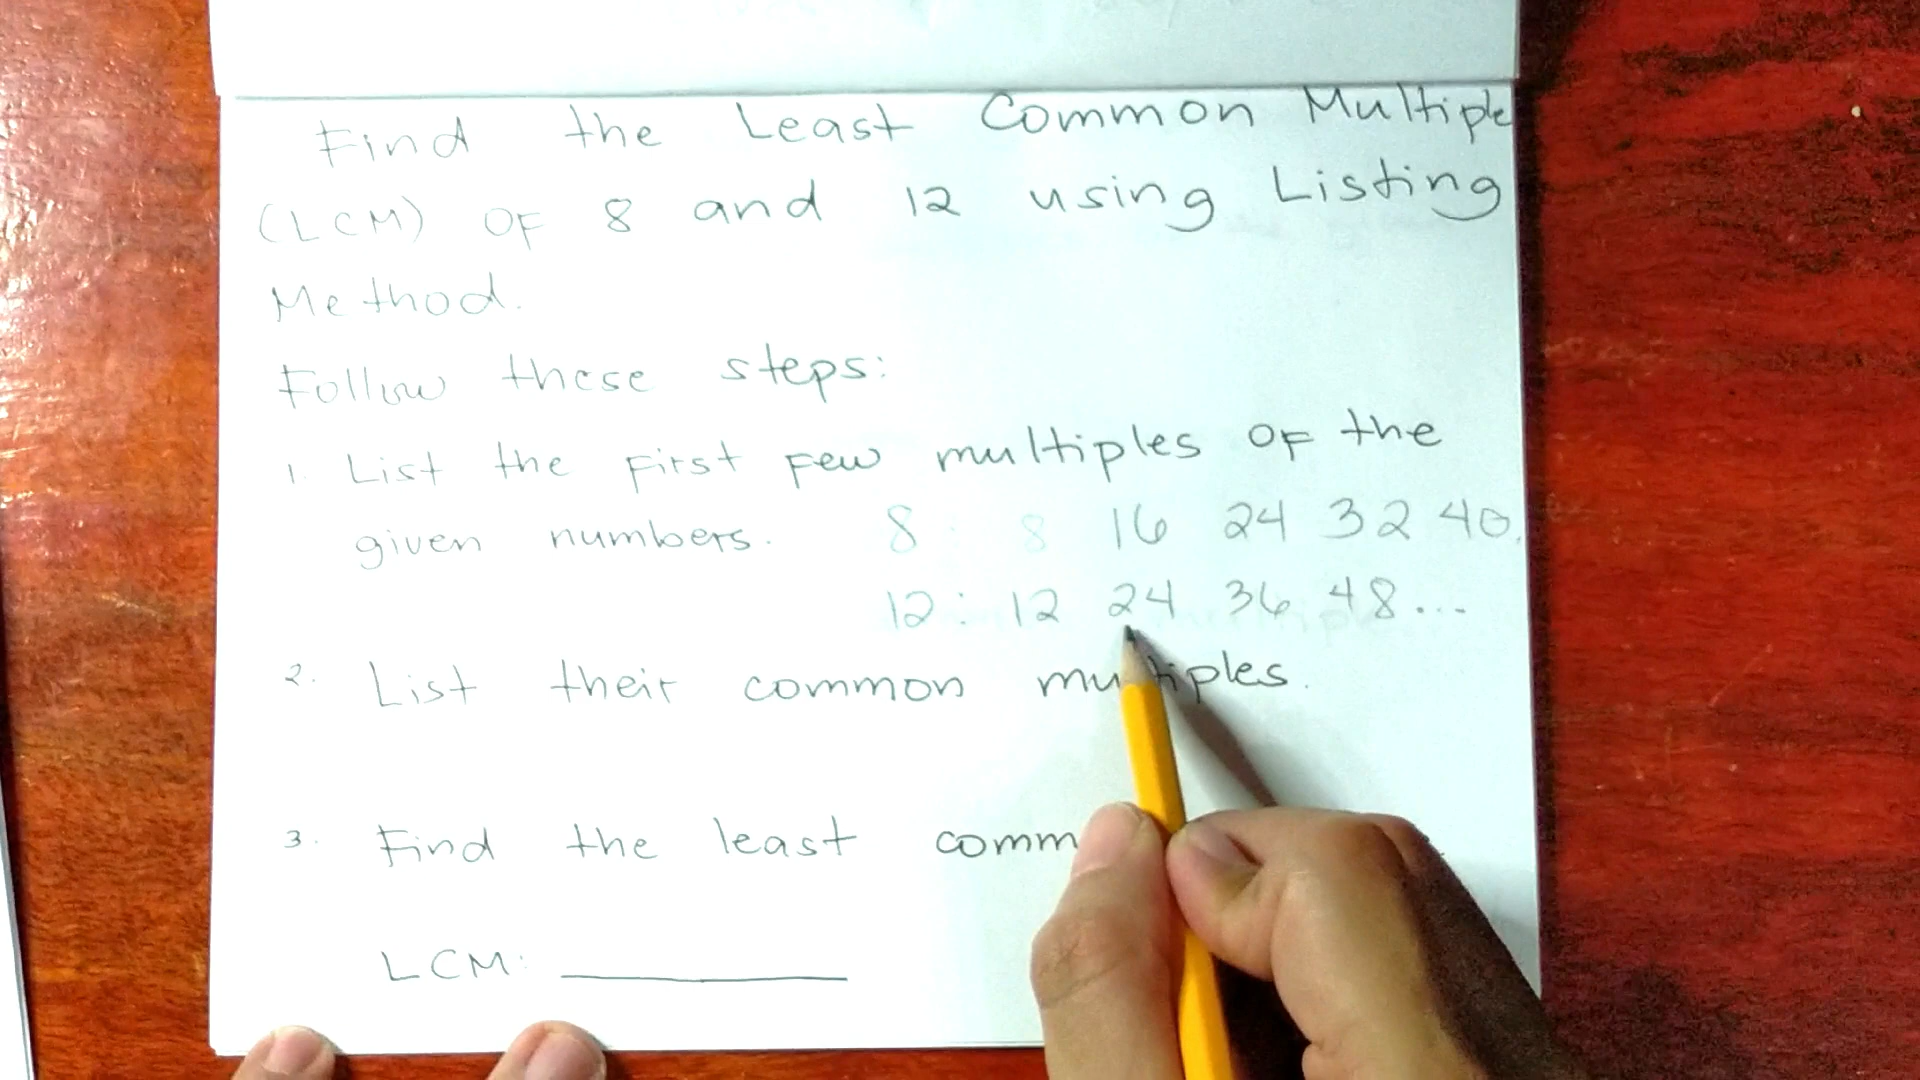 Find the Least Common Multiple
(LCM) OF 8 and 12 using Listing
Method.
Follow these steps:
1. List the first few multiples of the
given numbers. 8 : 8 16 24 32 40,
12 : 12 24 36 48...
2. List their common multiples.
3. Find the least
LCM: